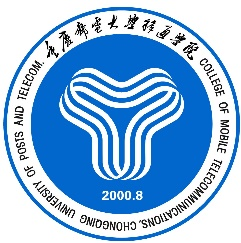 重庆邮电大学移通学院
COLLEGE OF MOBILE TELECOMMUNICATIONS, CHONGQING UNIVERSITY OF POSTS AND TELECOM.
2000.8